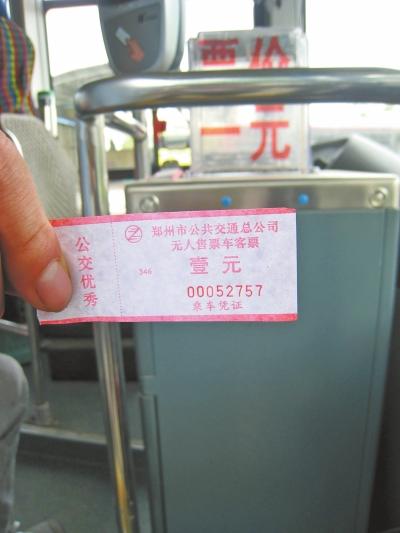 票价
一元
公交优秀
郑州市公共交通总公司
无人售票车客票
346
壹元
00052757
乘车凭证